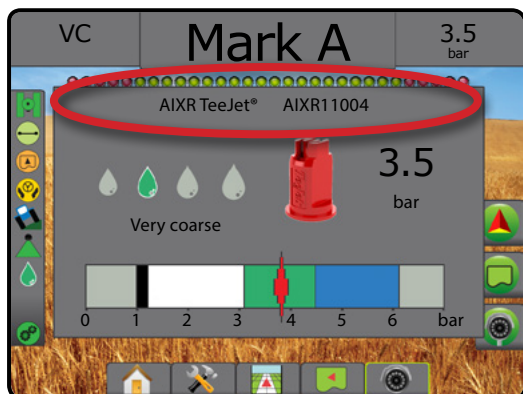 VC
Mark A
3.5
bar
AIXR TeeJet® AIXR11004
3.5
bar
Very coarse
0 1 2 3 4 5 6 bar